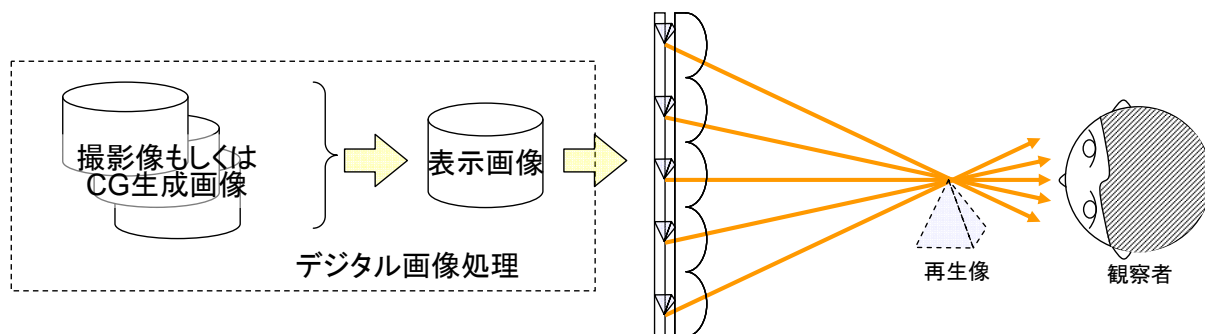 撮影像もしくは
CG生成画像
表示画像
デジタル画像処理
再生像
観察者